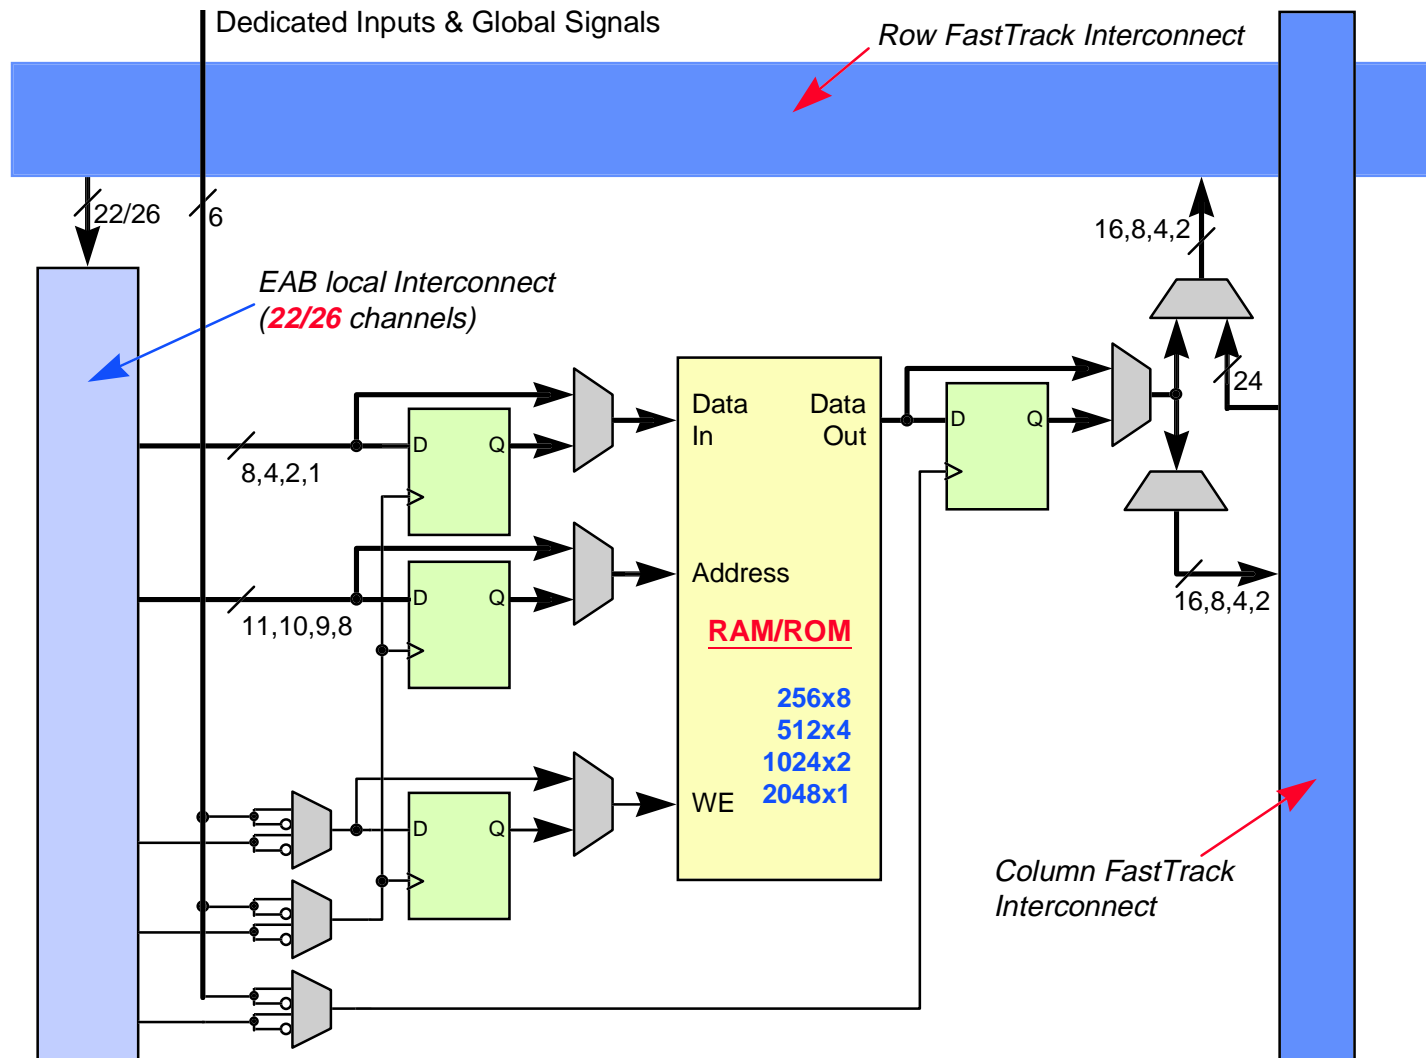 Dedicated Inputs & Global Signals
Row FastTrack Interconnect
22/26
6
16,8,4,2
EAB local Interconnect
(22/26 channels)
24
Data
In
Data
Out
D
Q
D
Q
8,4,2,1
Address
D
Q
16,8,4,2
11,10,9,8
RAM/ROM
256x8
512x4
1024x2
2048x1
WE
D
Q
Column FastTrack
Interconnect